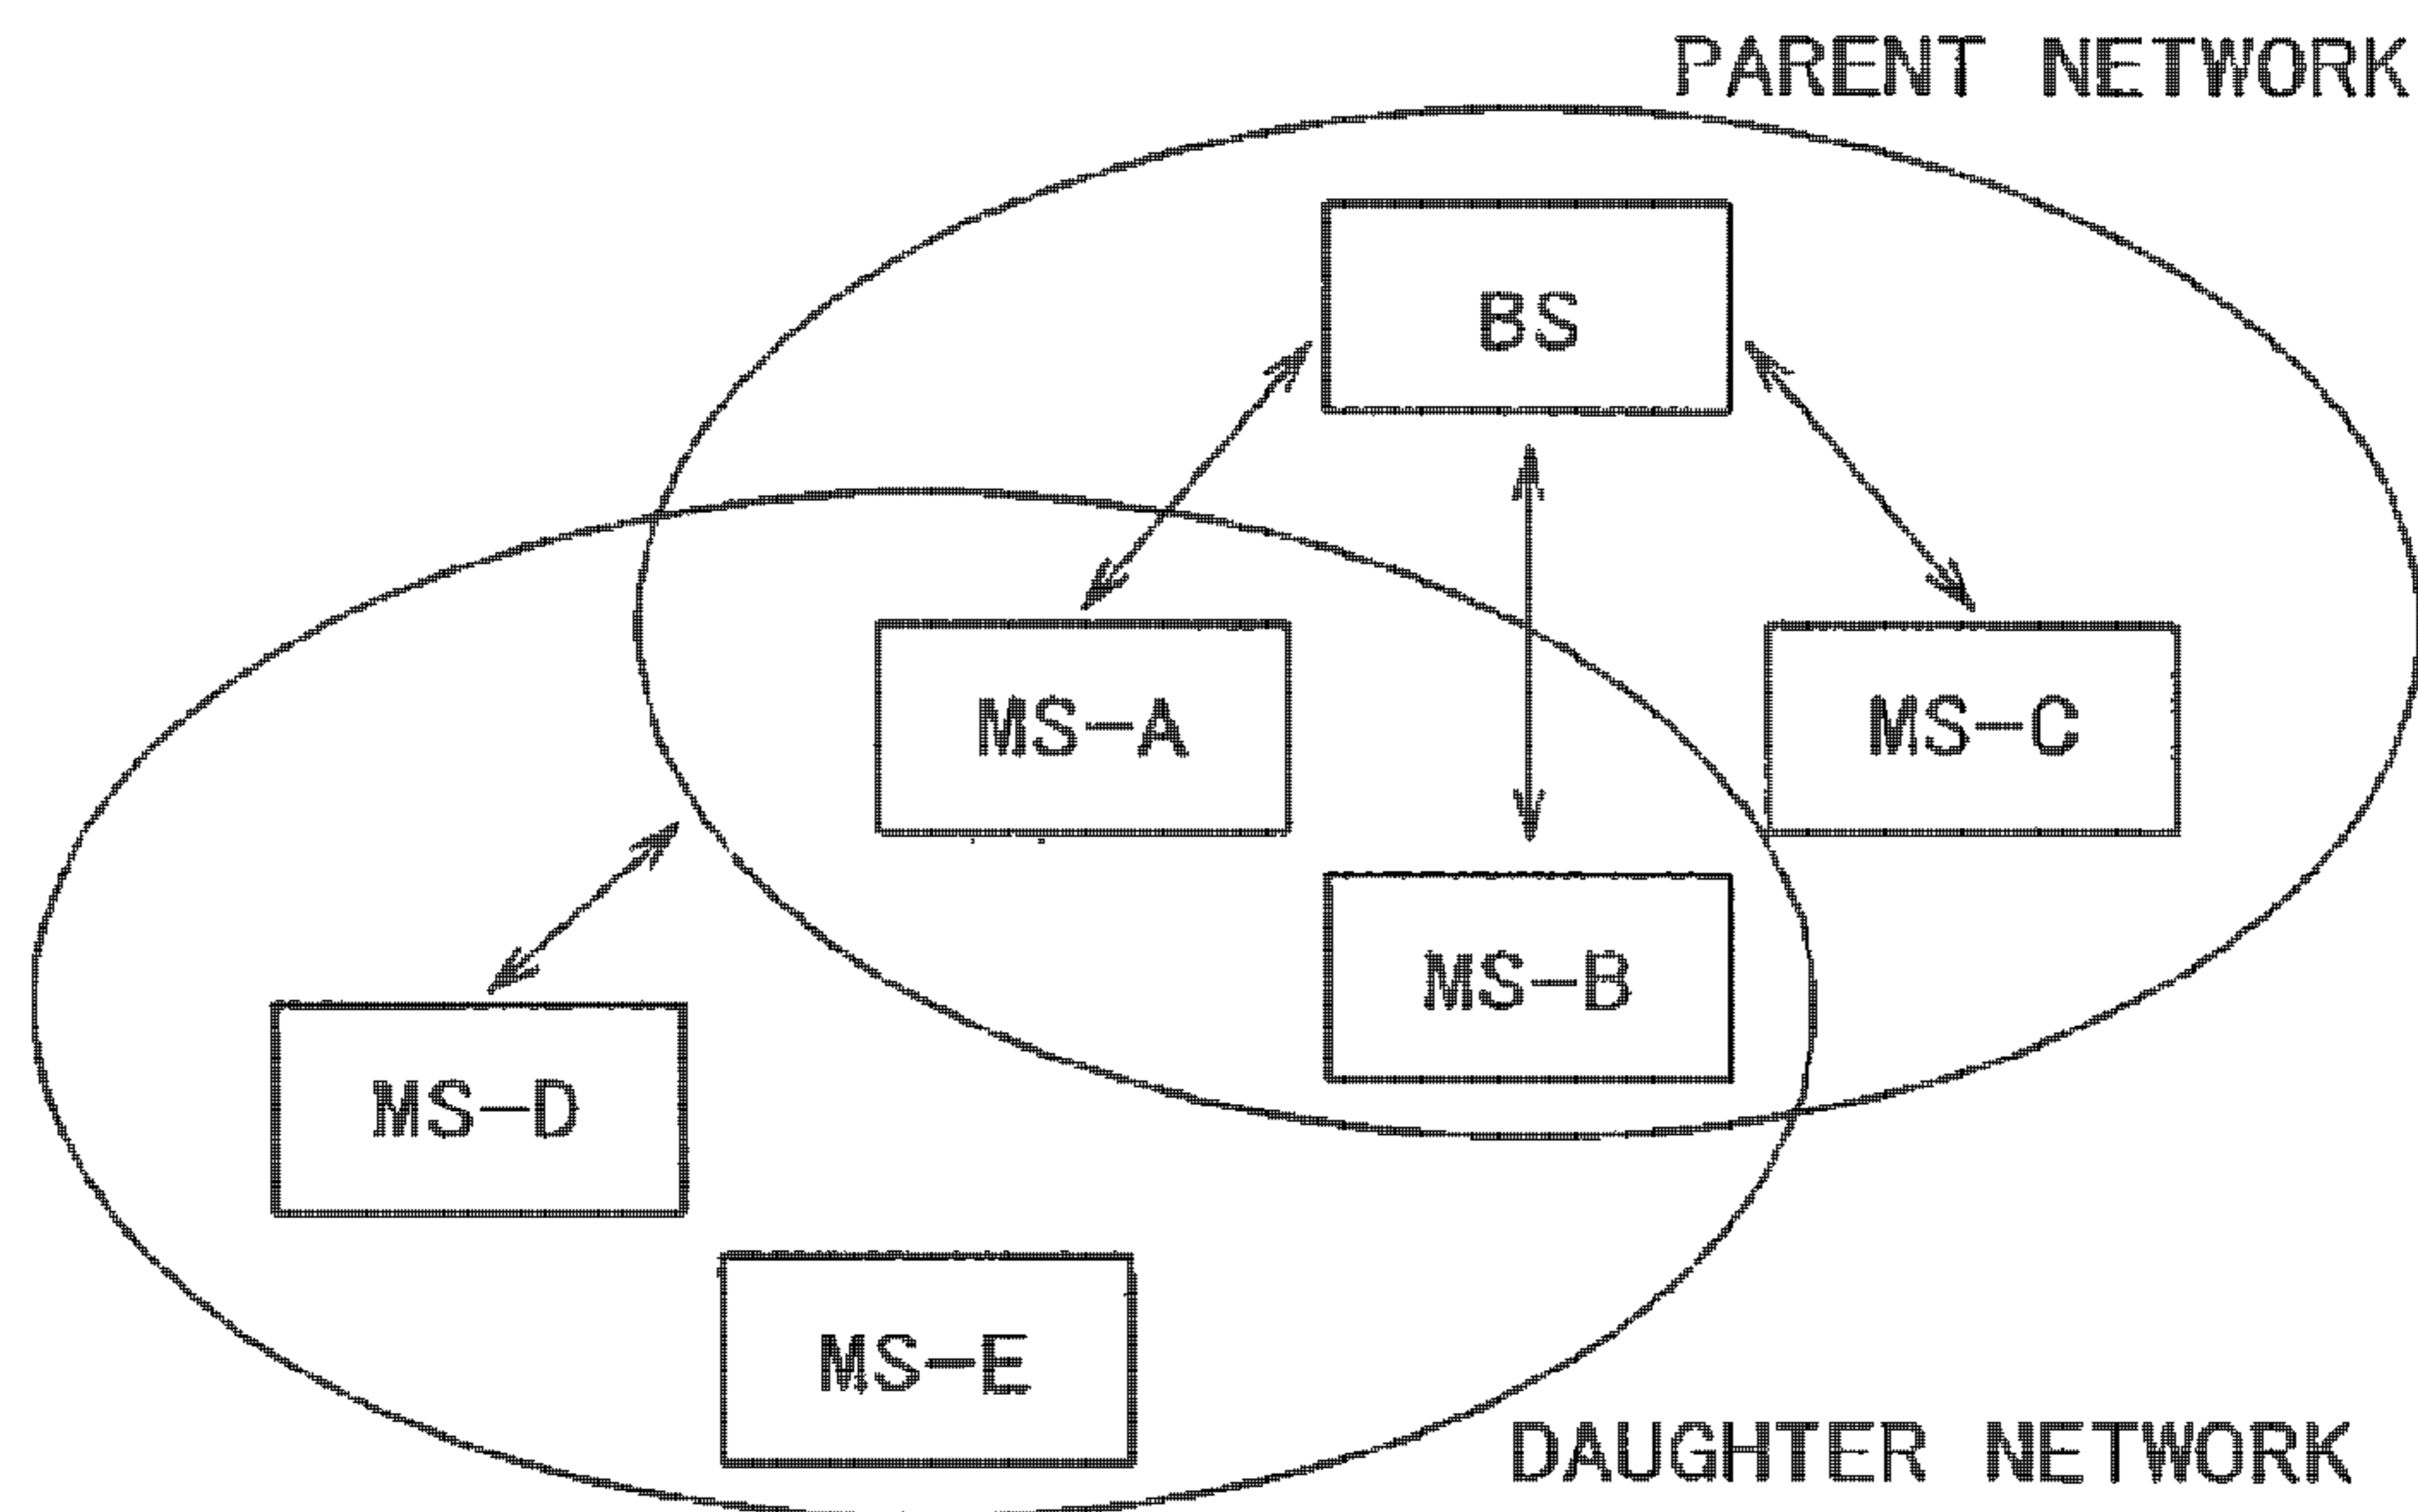 PARENT NETWORK
BS
MS-A
MS-C
MS-B
MS-D
MS-E
DAUGHTER NETWORK